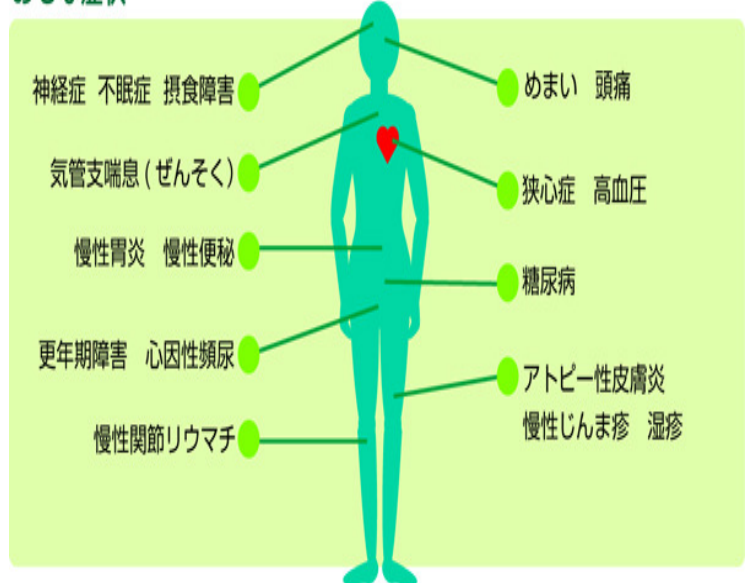 神経症 不眠症 摂食障害
めまい 頭痛
気管支喘息(ぜんそく)
狭心症 高血圧
慢性胃炎 慢性便秘
糖尿病
更年期障害 心因性頻尿
アトピー性皮膚炎
慢性じんま疹 湿疹
慢性関節リウマチ